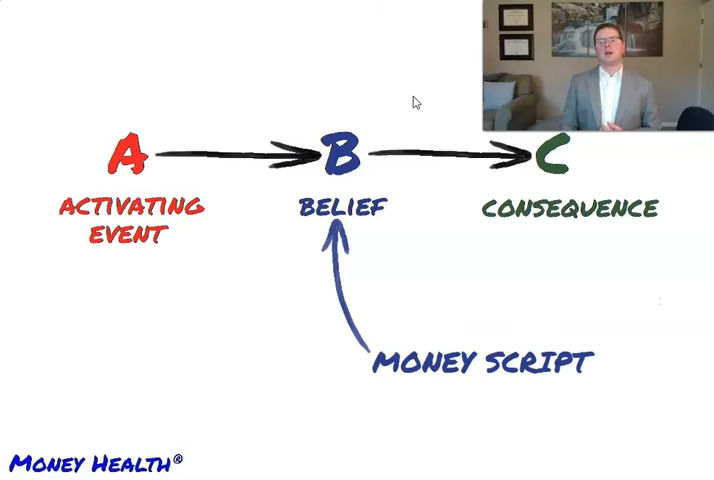 A
B
C
ACTIVATING
EVENT
BELIEF
CONSEQUENCE
MONEY SCRIPT
MONEY HEALTH®